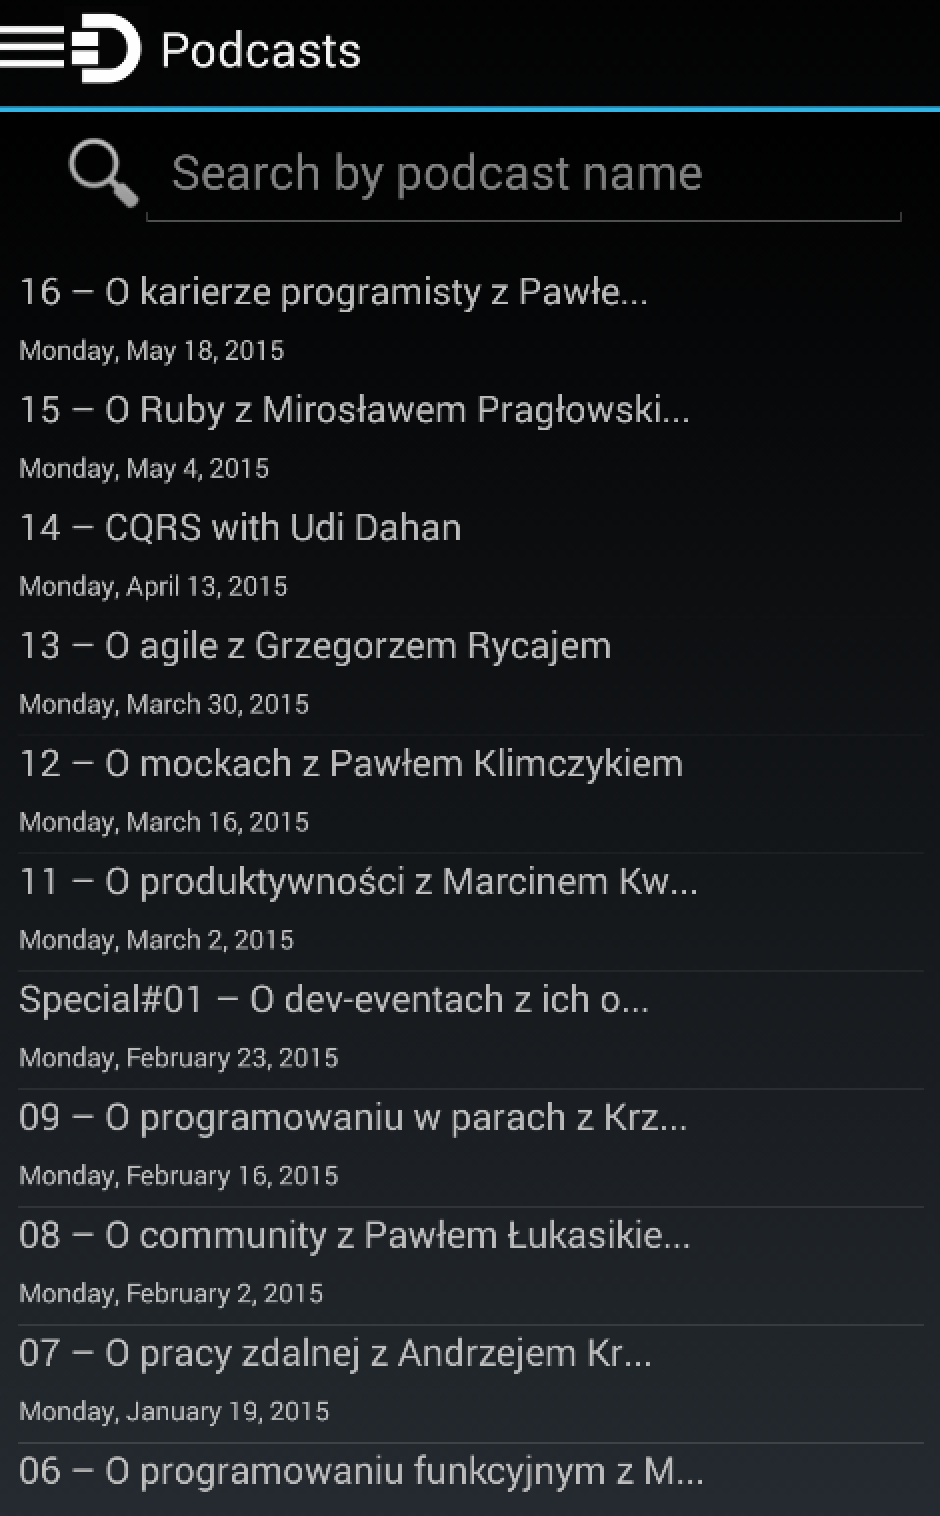 Podcasts
Search by podcast name
16 – O karierze programisty z Pawłe...
Monday, May 18, 2015
15 – O Ruby z Mirosławem Pragłowski...
Monday, May 4, 2015
14 – CQRS with Udi Dahan
Monday, April 13, 2015
13 – O agile z Grzegorzem Rycajem
Monday, March 30, 2015
12 – O mockach z Pawłem Klimczykiem
Monday, March 16, 2015
11 – O produktywności z Marcinem Kw...
Monday, March 2, 2015
Special#01 – O dev-eventach z ich o...
Monday, February 23, 2015
09 – O programowaniu w parach z Krz...
Monday, February 16, 2015
08 – O community z Pawłem Łukasikie...
Monday, February 2, 2015
07 – O pracy zdalnej z Andrzejem Kr...
Monday, January 19, 2015
06 – O programowaniu funkcyjnym z M...